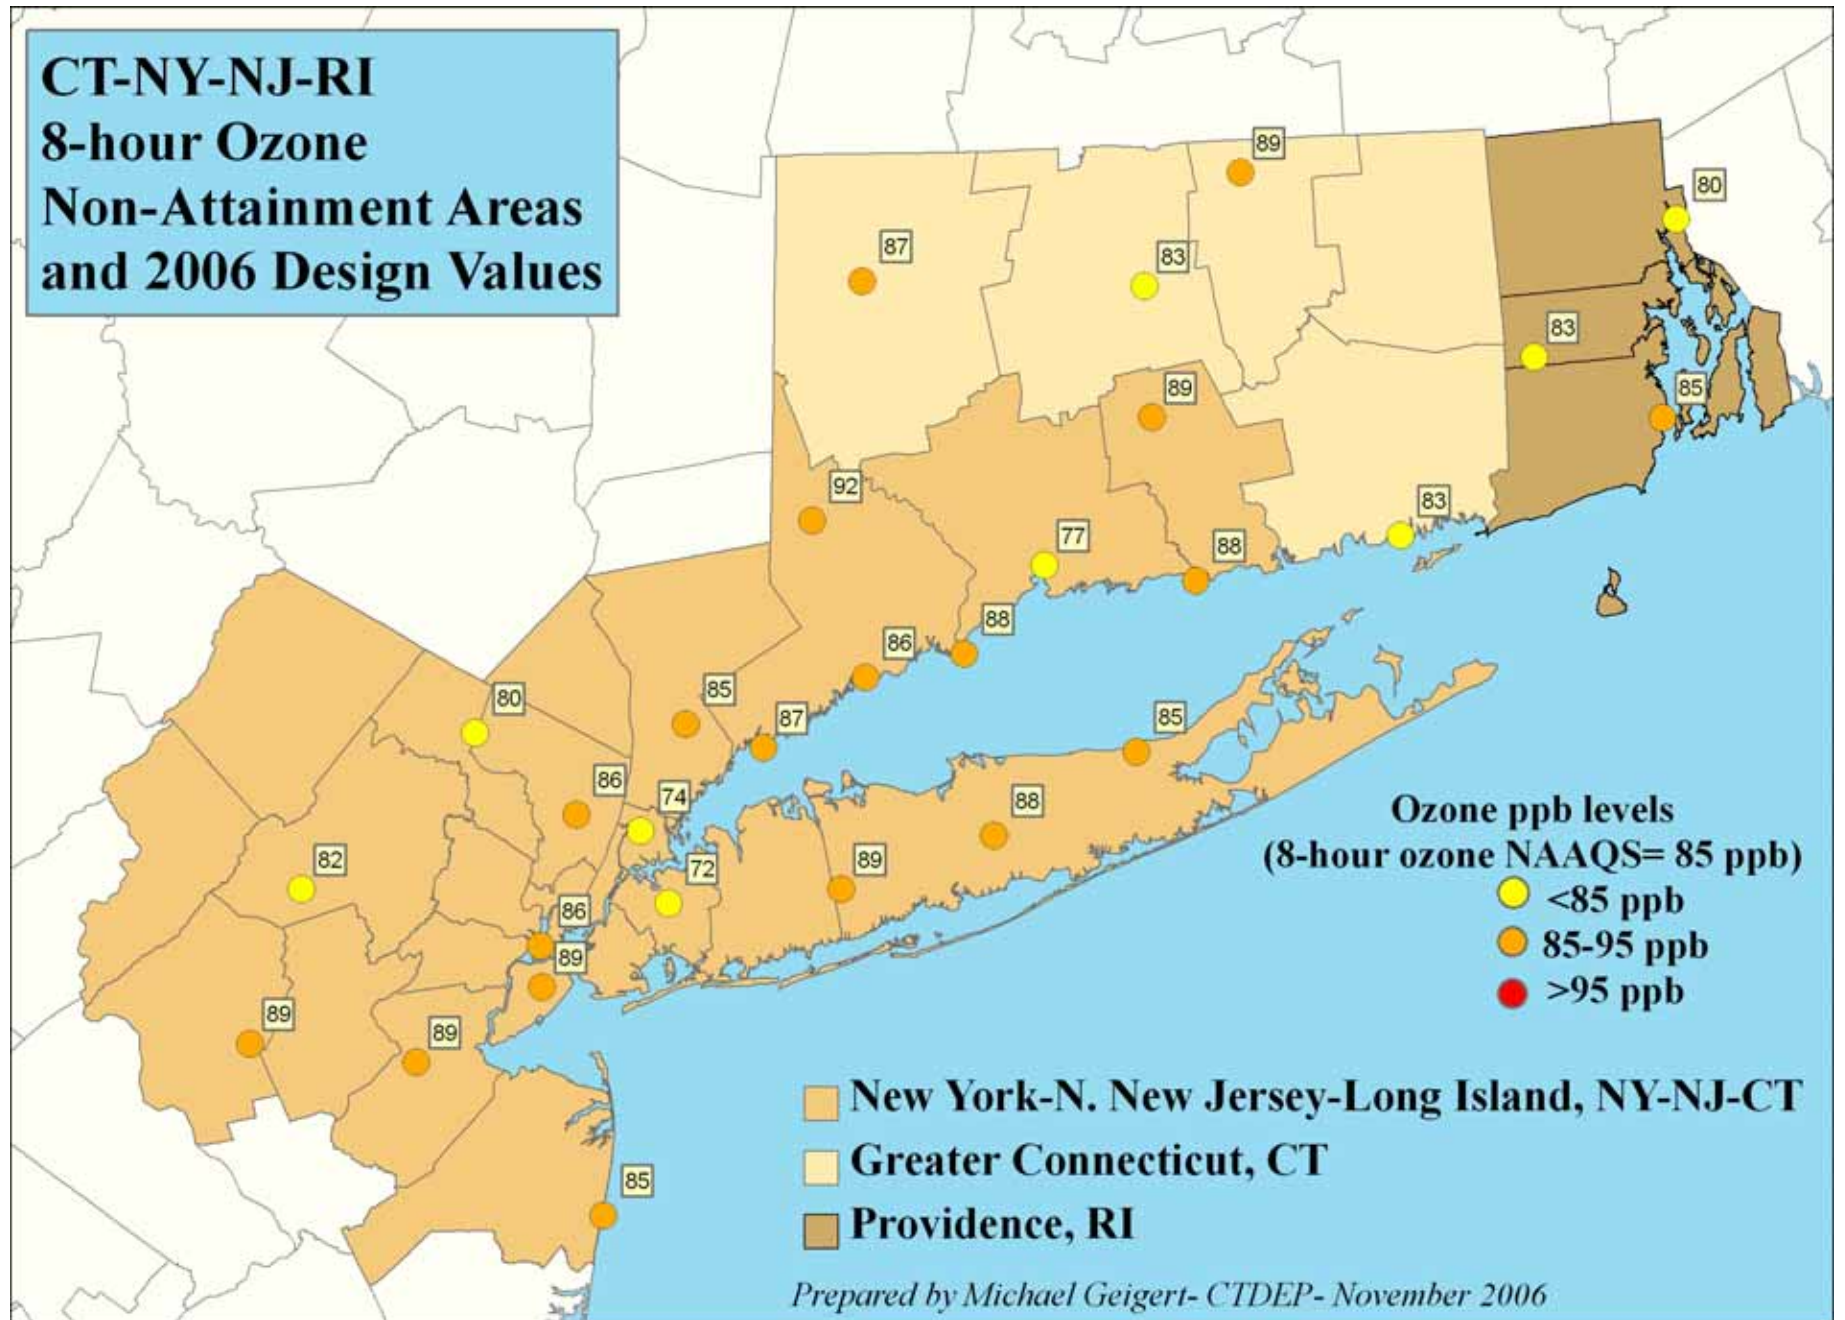 CT-NY-NJ-RI
8-hour Ozone
Non-Attainment Areas
and 2006 Design Values
89
80
87
83
83
89
85
92
83
77
88
88
86
85
80
87
85
86
74
88
82
89
72
86
89
89
89
85
Ozone ppb levels
(8-hour ozone NAAQS= 85 ppb)
<85 ppb
85-95 ppb
>95 ppb
New York-N. New Jersey-Long Island, NY-NJ-CT
Greater Connecticut, CT
Providence, RI
Prepared by Michael Geigert- CTDEP- November 2006